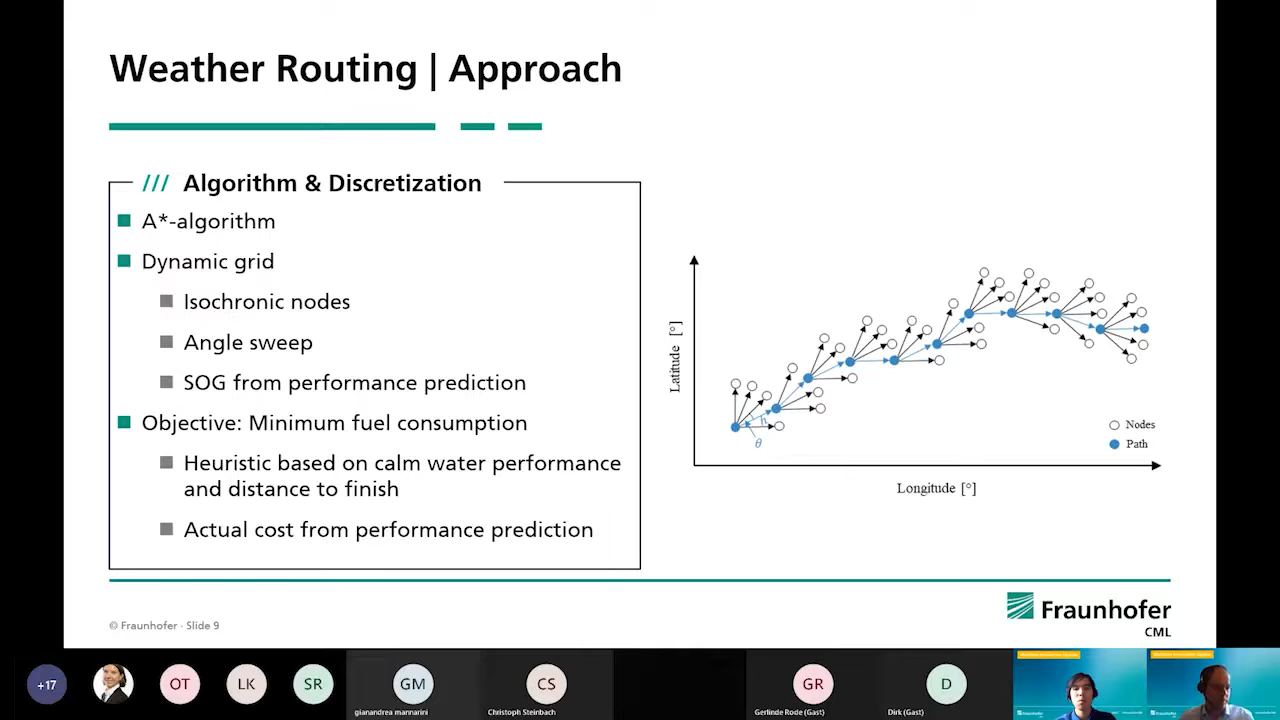 Weather Routing | Approach
/// Algorithm & Discretization
A*-algorithm
Dynamic grid
Isochronic nodes
Angle sweep
SOG from performance prediction
Objective: Minimum fuel consumption
Heuristic based on calm water performance
and distance to finish
Actual cost from performance prediction
Latitude [°]
h
θ
Nodes
Path
Longitude [°]
© Fraunhofer · Slide 9
Fraunhofer
CML
+17
OT
LK
SR
GM
gianandrea mannarini
CS
Christoph Steinbach
GR
Gerlinde Rode (Gast)
D
Dirk (Gast)